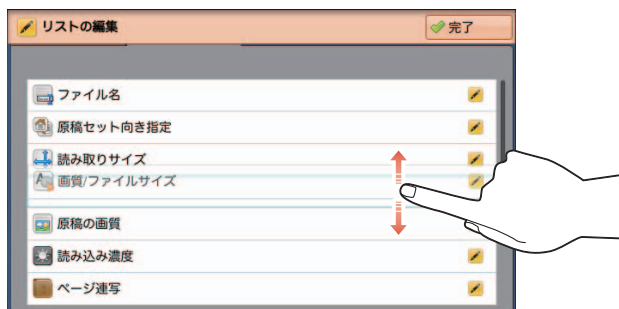 リストの編集
完了
ファイル名
原稿セット向き指定
読み取りサイズ
画質/ファイルサイズ
原稿の画質
読み込み濃度
ページ連写